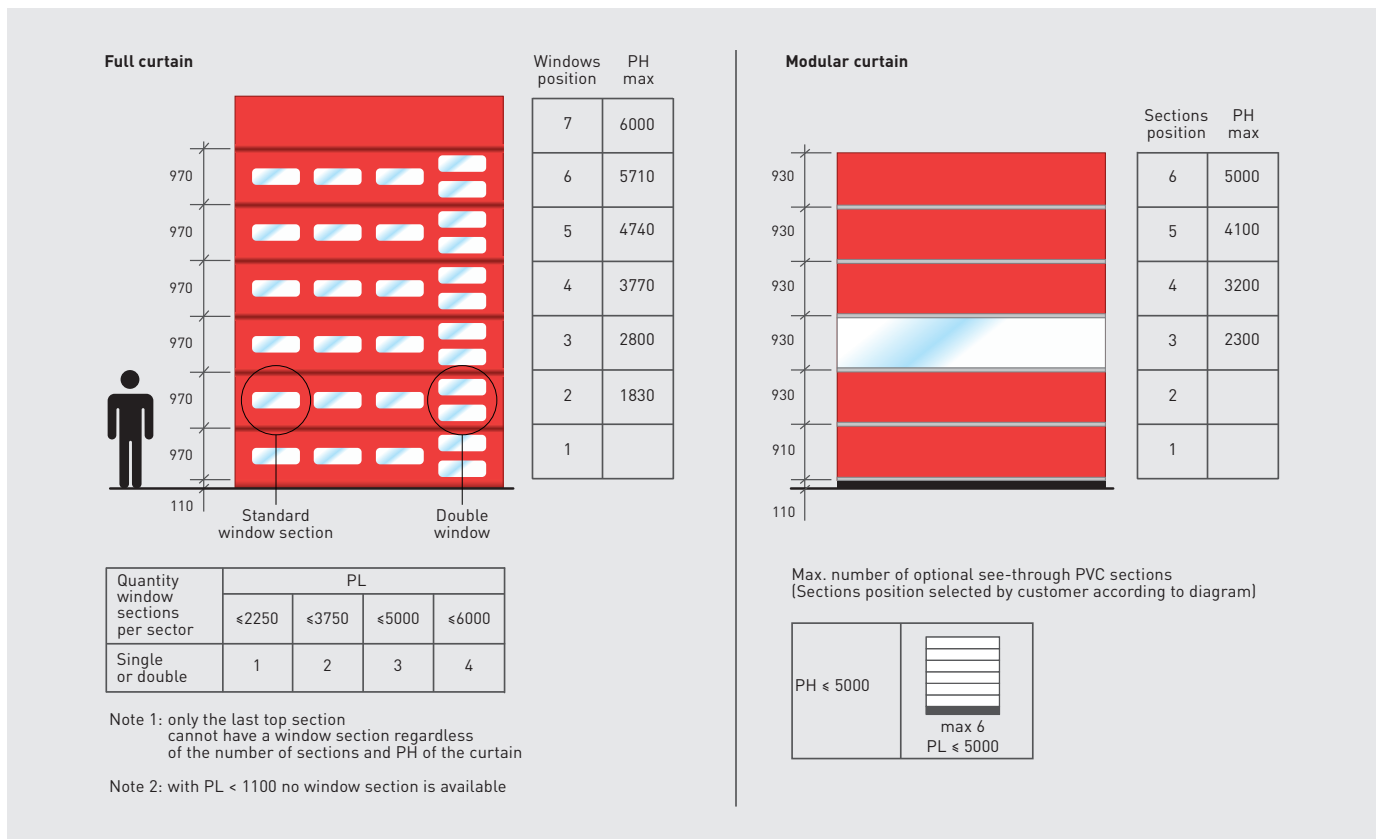 Full curtain
Windows position
PH max
7 6000
6 5710
5 4740
4 3770
3 2800
2 1830
1
970
970
970
970
970
970
110
Standard
window section
Double
window
Quantity
window
sections
per sector
PL
≤2250 ≤3750 ≤5000 ≤6000
Single
or double
1 2 3 4
Note 1: only the last top section
cannot have a window section regardless
of the number of sections and PH of the curtain
Note 2: with PL < 1100 no window section is available
Modular curtain
Sections position
PH max
6 5000
5 4100
4 3200
3 2300
2
1
930
930
930
930
930
910
110
Max. number of optional see-through PVC sections
(Sections position selected by customer according to diagram)
PH ≤ 5000
max 6
PL ≤ 5000